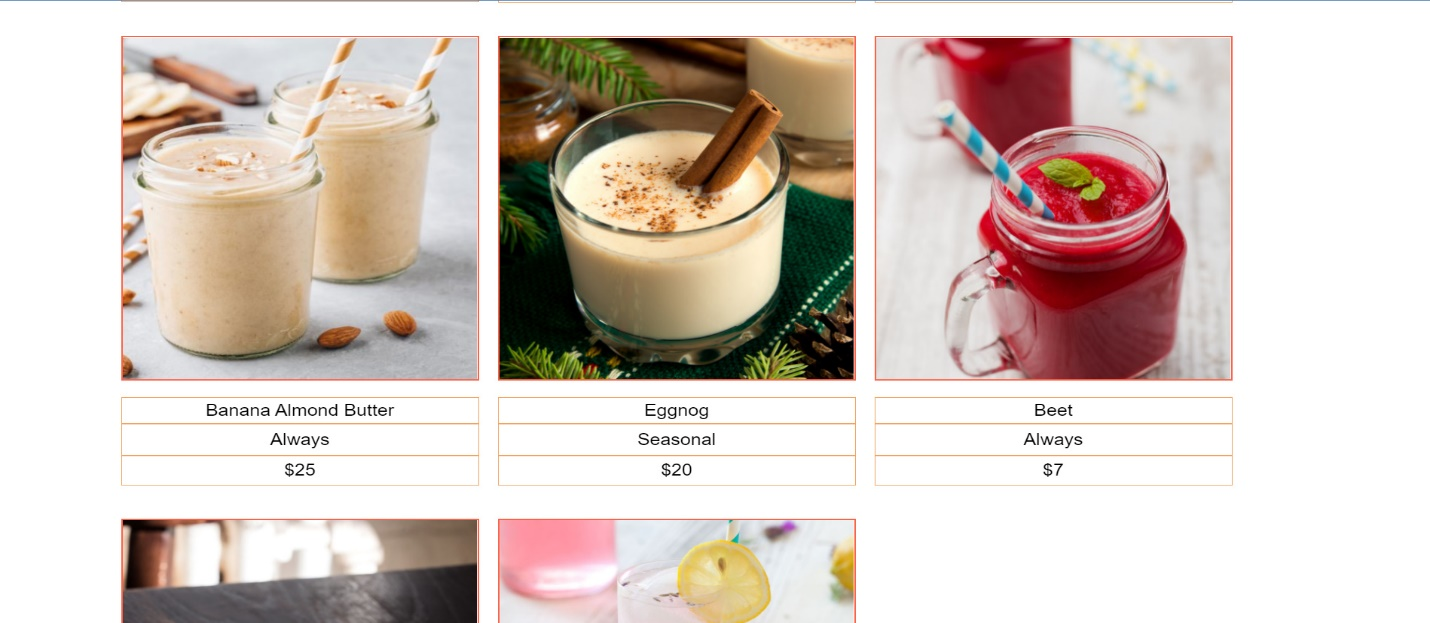 Banana Almond Butter
Always
$25
Eggnog
Seasonal
$20
Beet
Always
$7